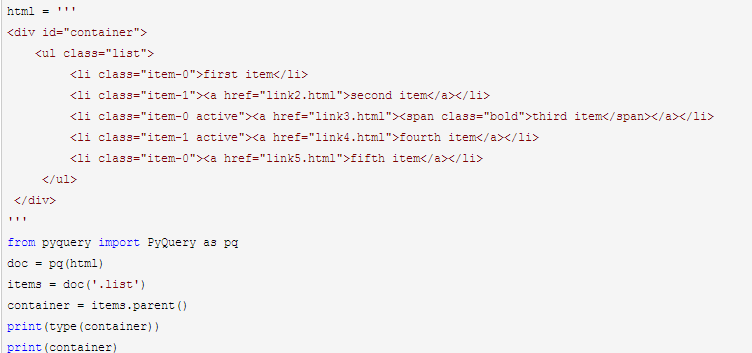 html = '''
<div id="container">
    <ul class="list">
         <li class="item-0">first item</li>
         <li class="item-1"><a href="link2.html">second item</a></li>
         <li class="item-0 active"><a href="link3.html"><span class="bold">third item</span></a></li>
         <li class="item-1 active"><a href="link4.html">fourth item</a></li>
         <li class="item-0"><a href="link5.html">fifth item</a></li>
     </ul>
 </div>
'''
from pyquery import PyQuery as pq
doc = pq(html)
items = doc('.list')
container = items.parent()
print(type(container))
print(container)